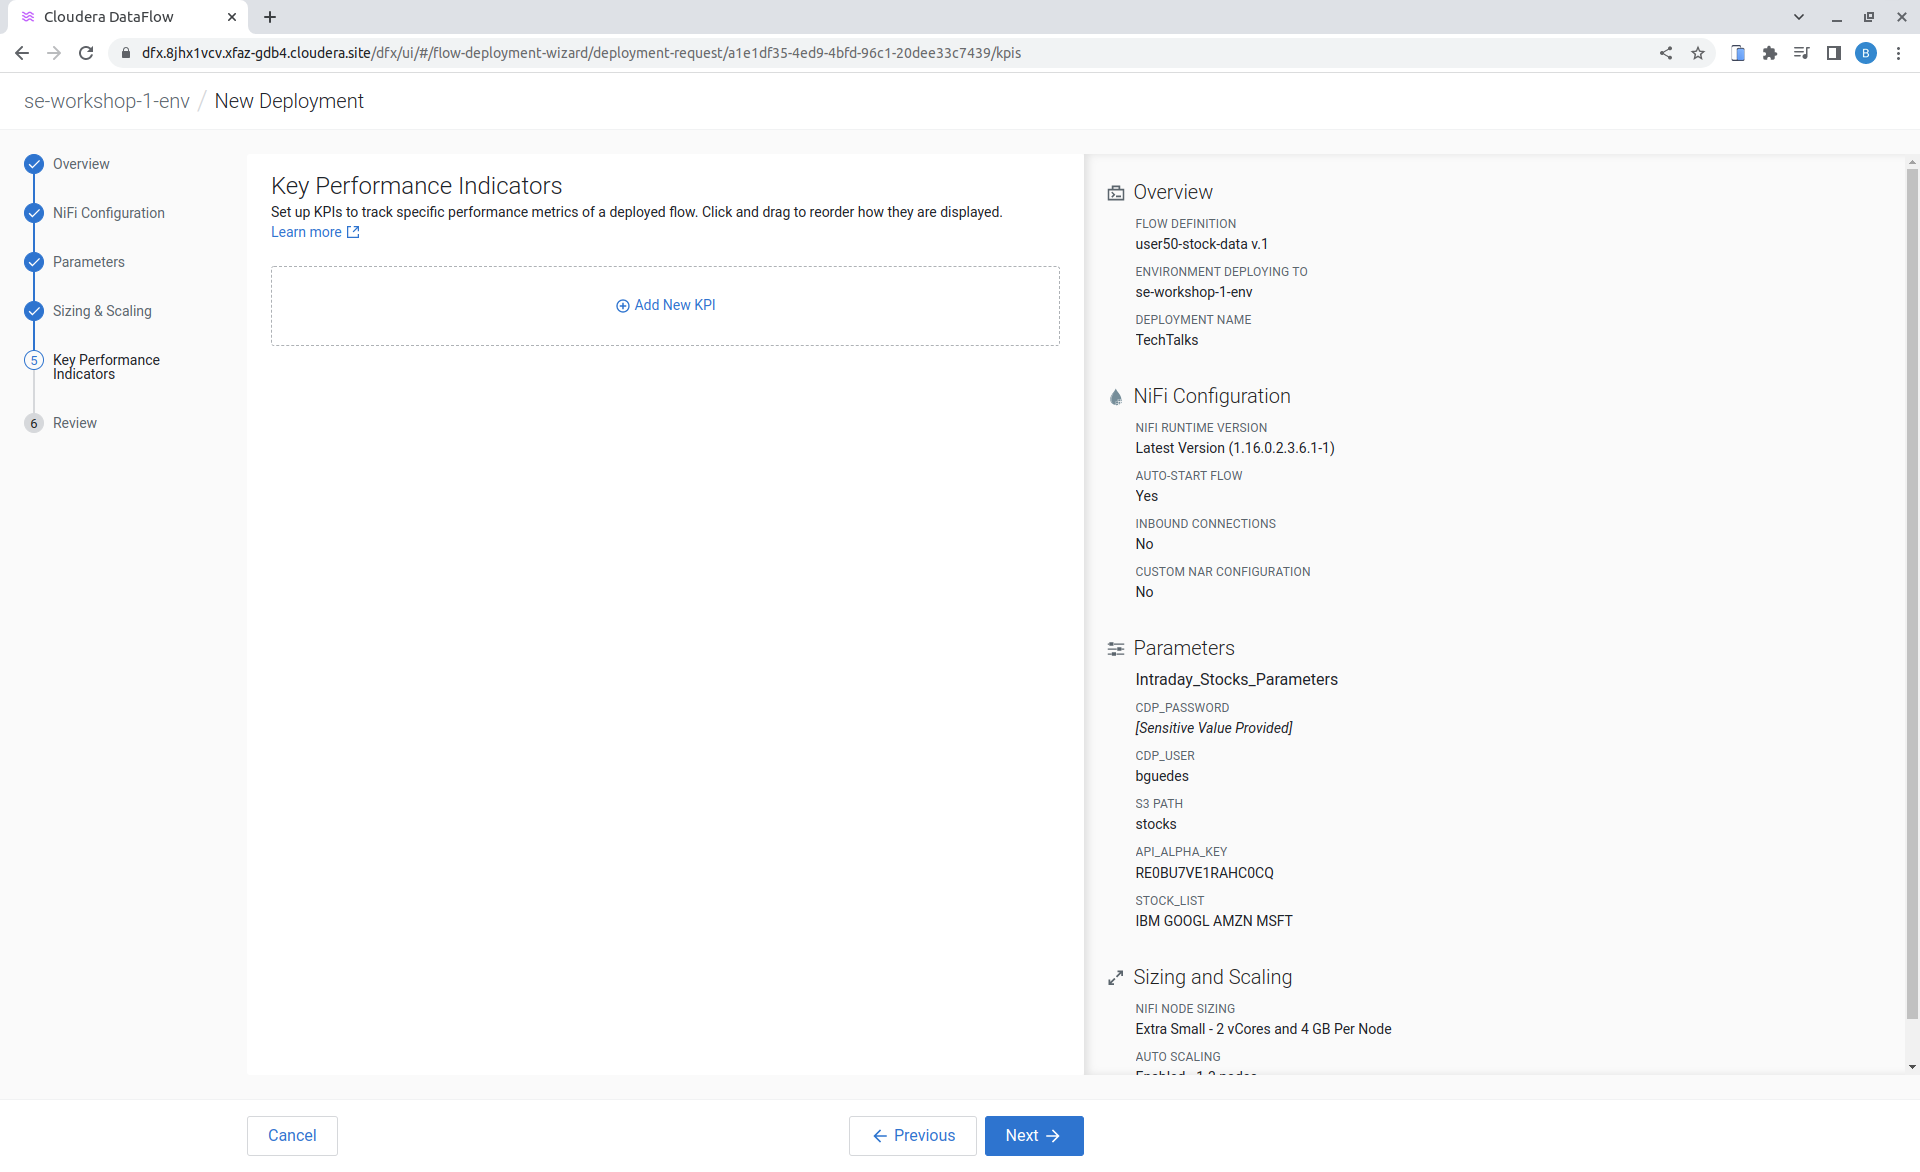 Cloudera DataFlow
dfx.8jhx1vcv.xfaz-gdb4.cloudera.site/dfx/ui/#/flow-deployment-wizard/deployment-request/a1e1df35-4ed9-4bfd-96c1-20dee33c7439/kpis
B
se-workshop-1-env / New Deployment
Overview
NiFi Configuration
Parameters
Sizing & Scaling
5 Key Performance
Indicators
6 Review
Key Performance Indicators
Set up KPIs to track specific performance metrics of a deployed flow. Click and drag to reorder how they are displayed.
Learn more
Add New KPI
Overview
FLOW DEFINITION
user50-stock-data v.1
ENVIRONMENT DEPLOYING TO
se-workshop-1-env
DEPLOYMENT NAME
TechTalks
NiFi Configuration
NIFI RUNTIME VERSION
Latest Version (1.16.0.2.3.6.1-1)
AUTO-START FLOW
Yes
INBOUND CONNECTIONS
No
CUSTOM NAR CONFIGURATION
No
Parameters
Intraday_Stocks_Parameters
CDP_PASSWORD
[Sensitive Value Provided]
CDP_USER
bguedes
S3 PATH
stocks
API_ALPHA_KEY
RE0BU7VE1RAHC0CQ
STOCK_LIST
IBM GOOGL AMZN MSFT
Sizing and Scaling
NIFI NODE SIZING
Extra Small - 2 vCores and 4 GB Per Node
AUTO SCALING
Cancel
Previous
Next